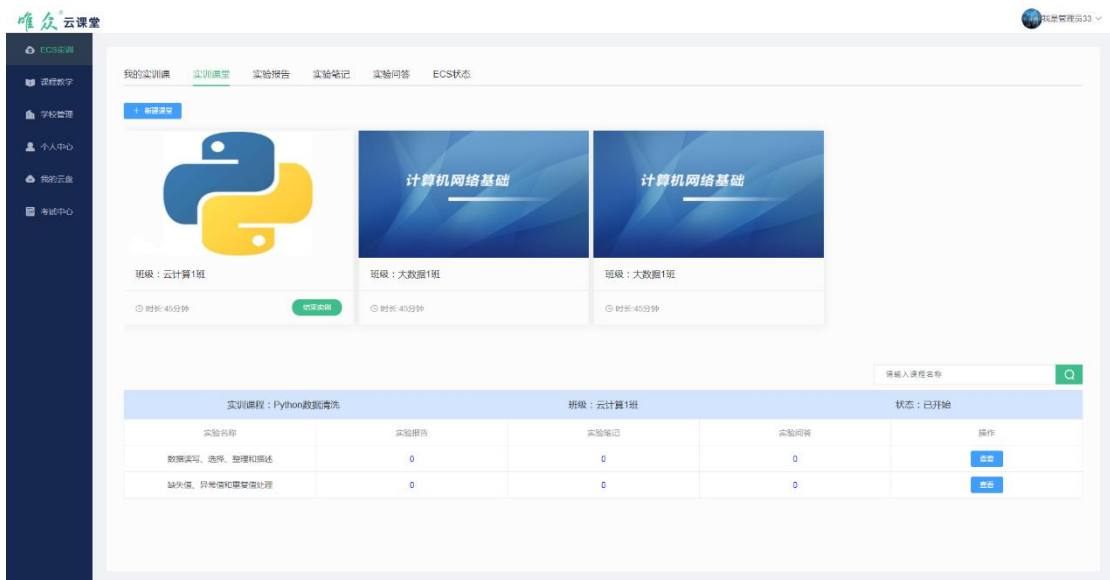 唯众®云课堂
我是管理员33
ECS实训
课程教学
学校管理
个人中心
我的云盘
考试中心
我的实训课 实训课堂 实验报告 实验笔记 实验问答 ECS状态
+ 新建课堂
计算机网络基础
计算机网络基础
班级：云计算1班
班级：大数据1班
班级：大数据1班
时长:45分钟 结束实训
时长:45分钟
时长:45分钟
请输入课程名称
实训课程：Python数据清洗 班级：云计算1班 状态：已开始
实验名称 实验报告 实验笔记 实验问答 操作
数据读写、选择、整理和描述 0 0 0 查看
缺失值、异常值和重复值处理 0 0 0 查看